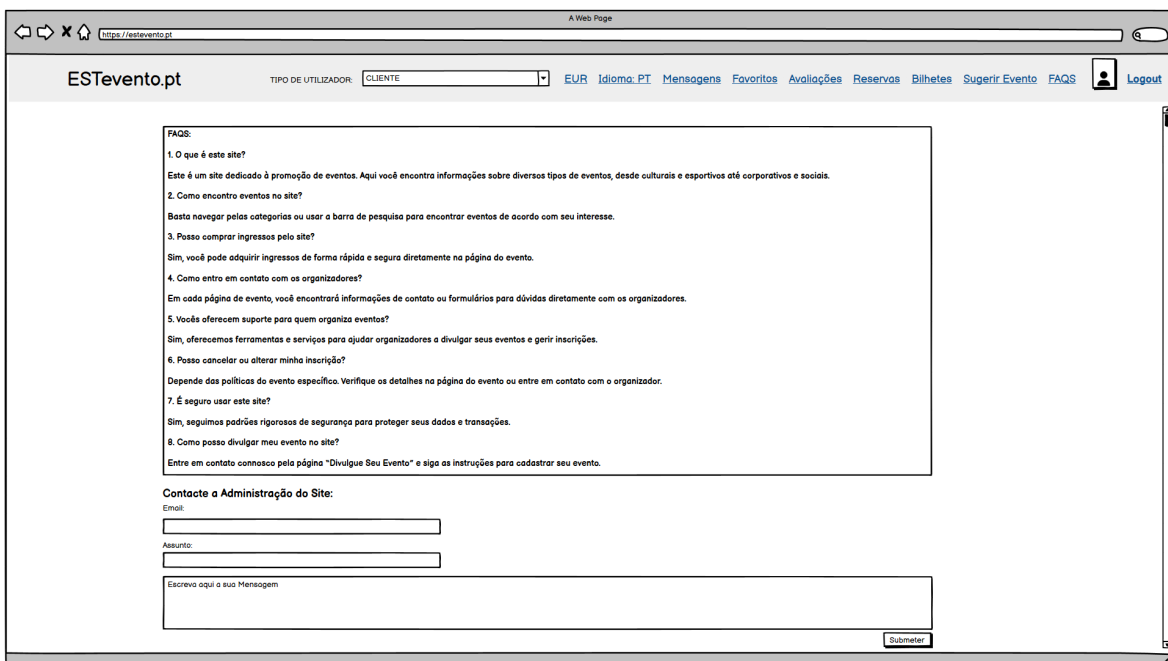 A Web Page
https://estevento.pt
ESTevento.pt
TIPO DE UTILIZADOR: CLIENTE EUR Idioma: PT Mensagens Favoritos Avaliações Reservas Bilhetes Sugerir Evento FAQS Logout
FAQS:
1. O que é este site?
Este é um site dedicado à promoção de eventos. Aqui você encontra informações sobre diversos tipos de eventos, desde culturais e esportivos até corporativos e sociais.
2. Como encontro eventos no site?
Basta navegar pelas categorias ou usar a barra de pesquisa para encontrar eventos de acordo com seu interesse.
3. Posso comprar ingressos pelo site?
Sim, você pode adquirir ingressos de forma rápida e segura diretamente na página do evento.
4. Como entro em contato com os organizadores?
Em cada página de evento, você encontrará informações de contato ou formulários para dúvidas diretamente com os organizadores.
5. Vocês oferecem suporte para quem organiza eventos?
Sim, oferecemos ferramentas e serviços para ajudar organizadores a divulgar seus eventos e gerir inscrições.
6. Posso cancelar ou alterar minha inscrição?
Depende das políticas do evento específico. Verifique os detalhes na página do evento ou entre em contato com o organizador.
7. É seguro usar este site?
Sim, seguimos padrões rigorosos de segurança para proteger seus dados e transações.
8. Como posso divulgar meu evento no site?
Entre em contato connosco pela página "Divulgue Seu Evento" e siga as instruções para cadastrar seu evento.
Contacte a Administração do Site:
Email:
Assunto:
Escreva aqui a sua Mensagem
Submeter